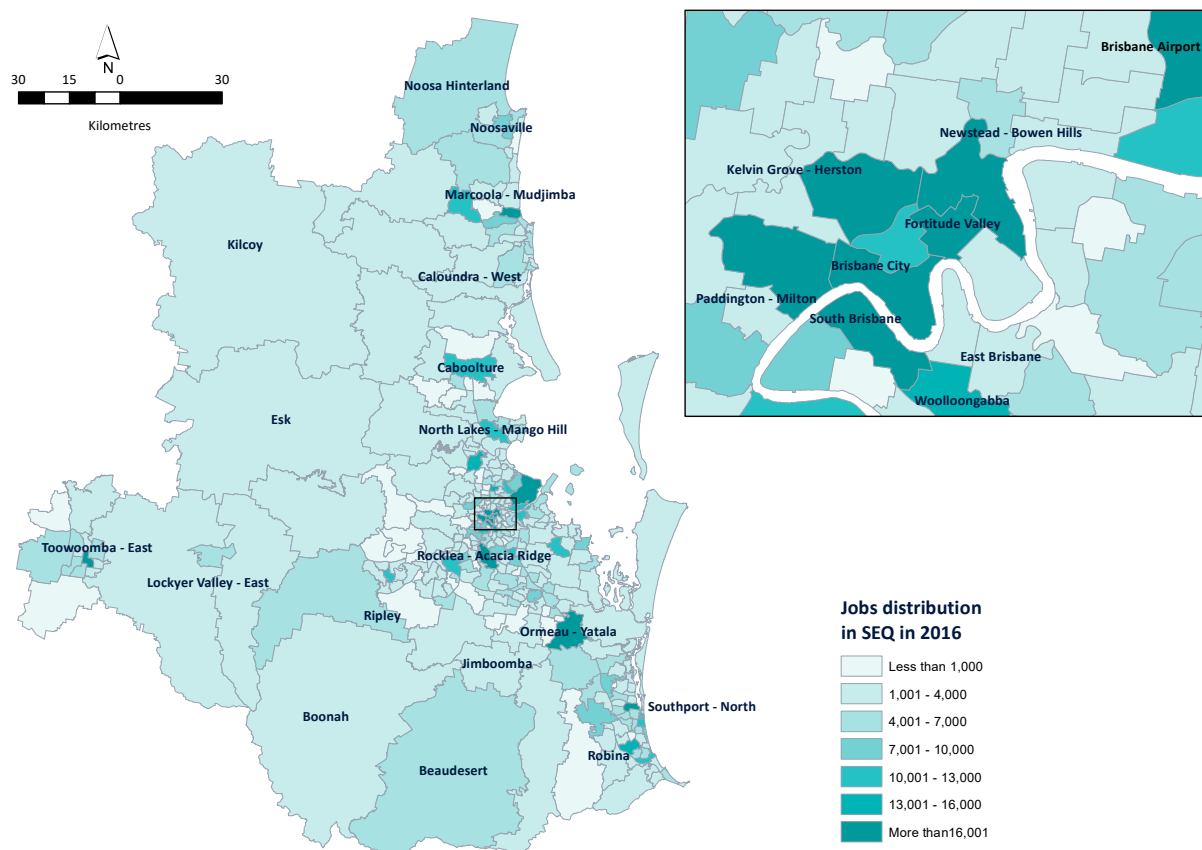 N
30 15 0 30
Kilometres
Noosa Hinterland
Noosaville
Marcoola - Mudjimba
Kilcoy
Caloundra - West
Caboolture
Esk
North Lakes - Mango Hill
Toowoomba - East
Rocklea - Acacia Ridge
Lockyer Valley - East
Ripley
Ormeau - Yatala
Jimboomba
Boonah
Southport - North
Robina
Beaudesert
Brisbane Airport
Newstead - Bowen Hills
Kelvin Grove - Herston
Fortitude Valley
Brisbane City
Paddington - Milton
South Brisbane
East Brisbane
Woolloongabba
Jobs distribution
in SEQ in 2016
Less than 1,000
1,001 - 4,000
4,001 - 7,000
7,001 - 10,000
10,001 - 13,000
13,001 - 16,000
More than16,001